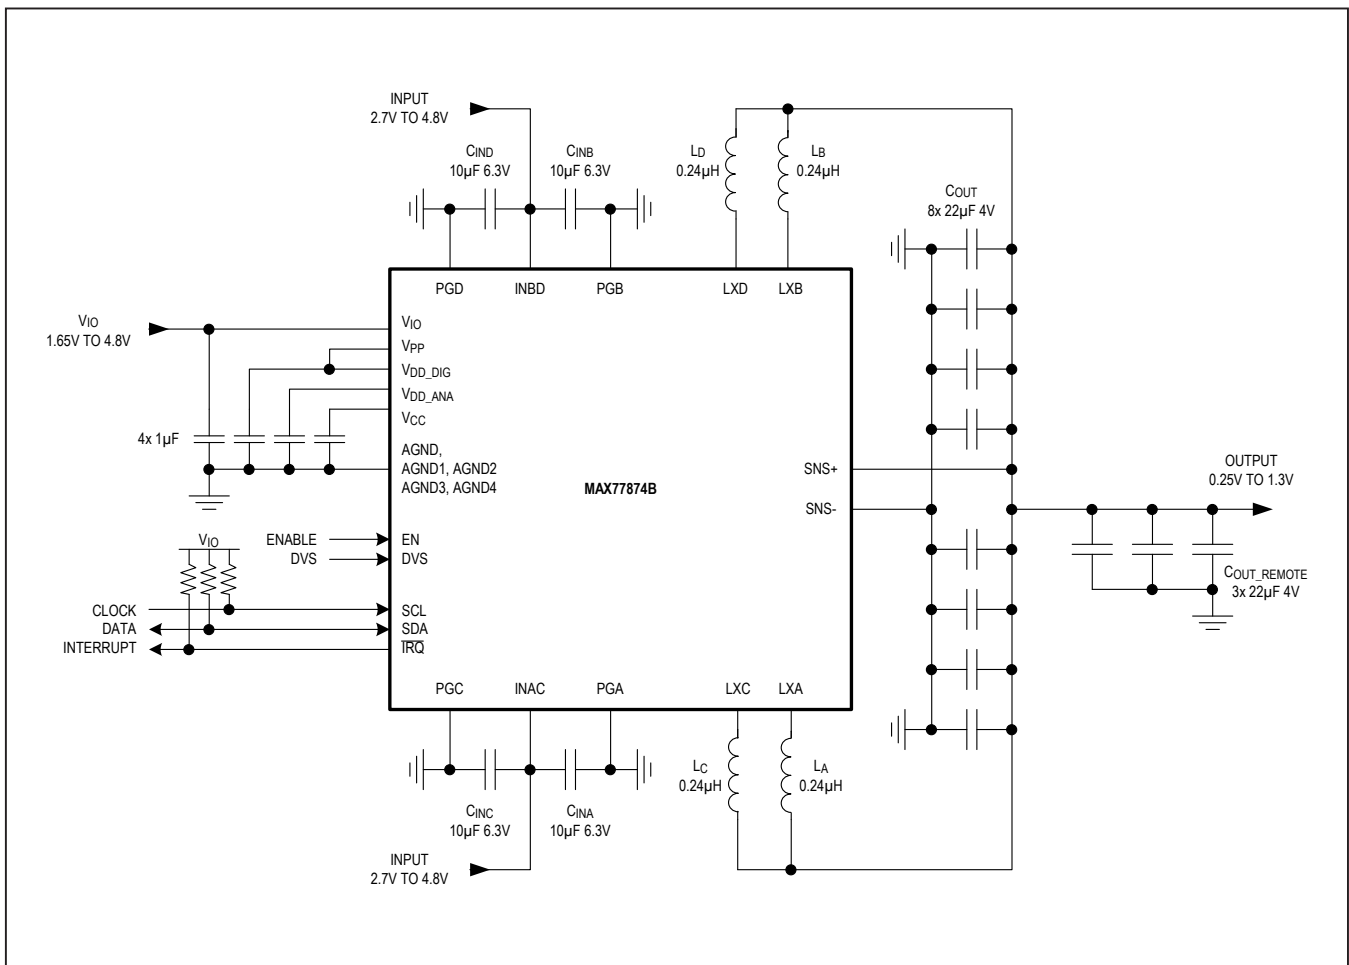 INPUT
2.7V TO 4.8V
CIND
10µF 6.3V
CINB
10µF 6.3V
LD
0.24µH
LB
0.24µH
COUT
8x 22µF 4V
PGD
INBD
PGB
LXD
LXB
VIO
1.65V TO 4.8V
VIO
VPP
VDD_DIG
VDD_ANA
VCC
4x 1µF
AGND,
AGND1, AGND2
AGND3, AGND4
MAX77874B
SNS+
SNS-
OUTPUT
0.25V TO 1.3V
COUT_REMOTE
3x 22µF 4V
VIO
ENABLE
EN
DVS
DVS
CLOCK
SCL
DATA
SDA
INTERRUPT
IRQ
PGC
INAC
PGA
LXC
LXA
LC
0.24µH
LA
0.24µH
CINC
10µF 6.3V
CINA
10µF 6.3V
INPUT
2.7V TO 4.8V